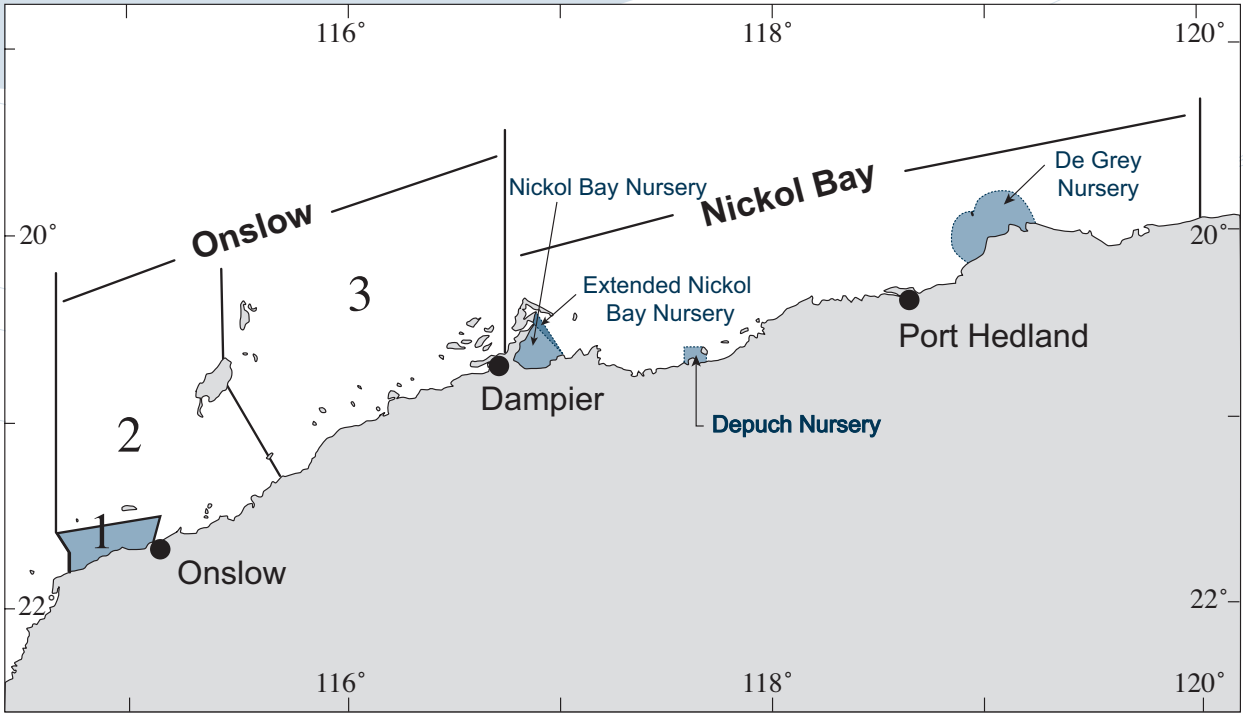 116°
118°
120°
De Grey
Nursery
Nickol Bay Nursery
Nickol Bay
Onslow
20°
20°
3
Extended Nickol
Bay Nursery
Port Hedland
Dampier
Depuch Nursery
2
1
Onslow
22°
22°
116°
118°
120°